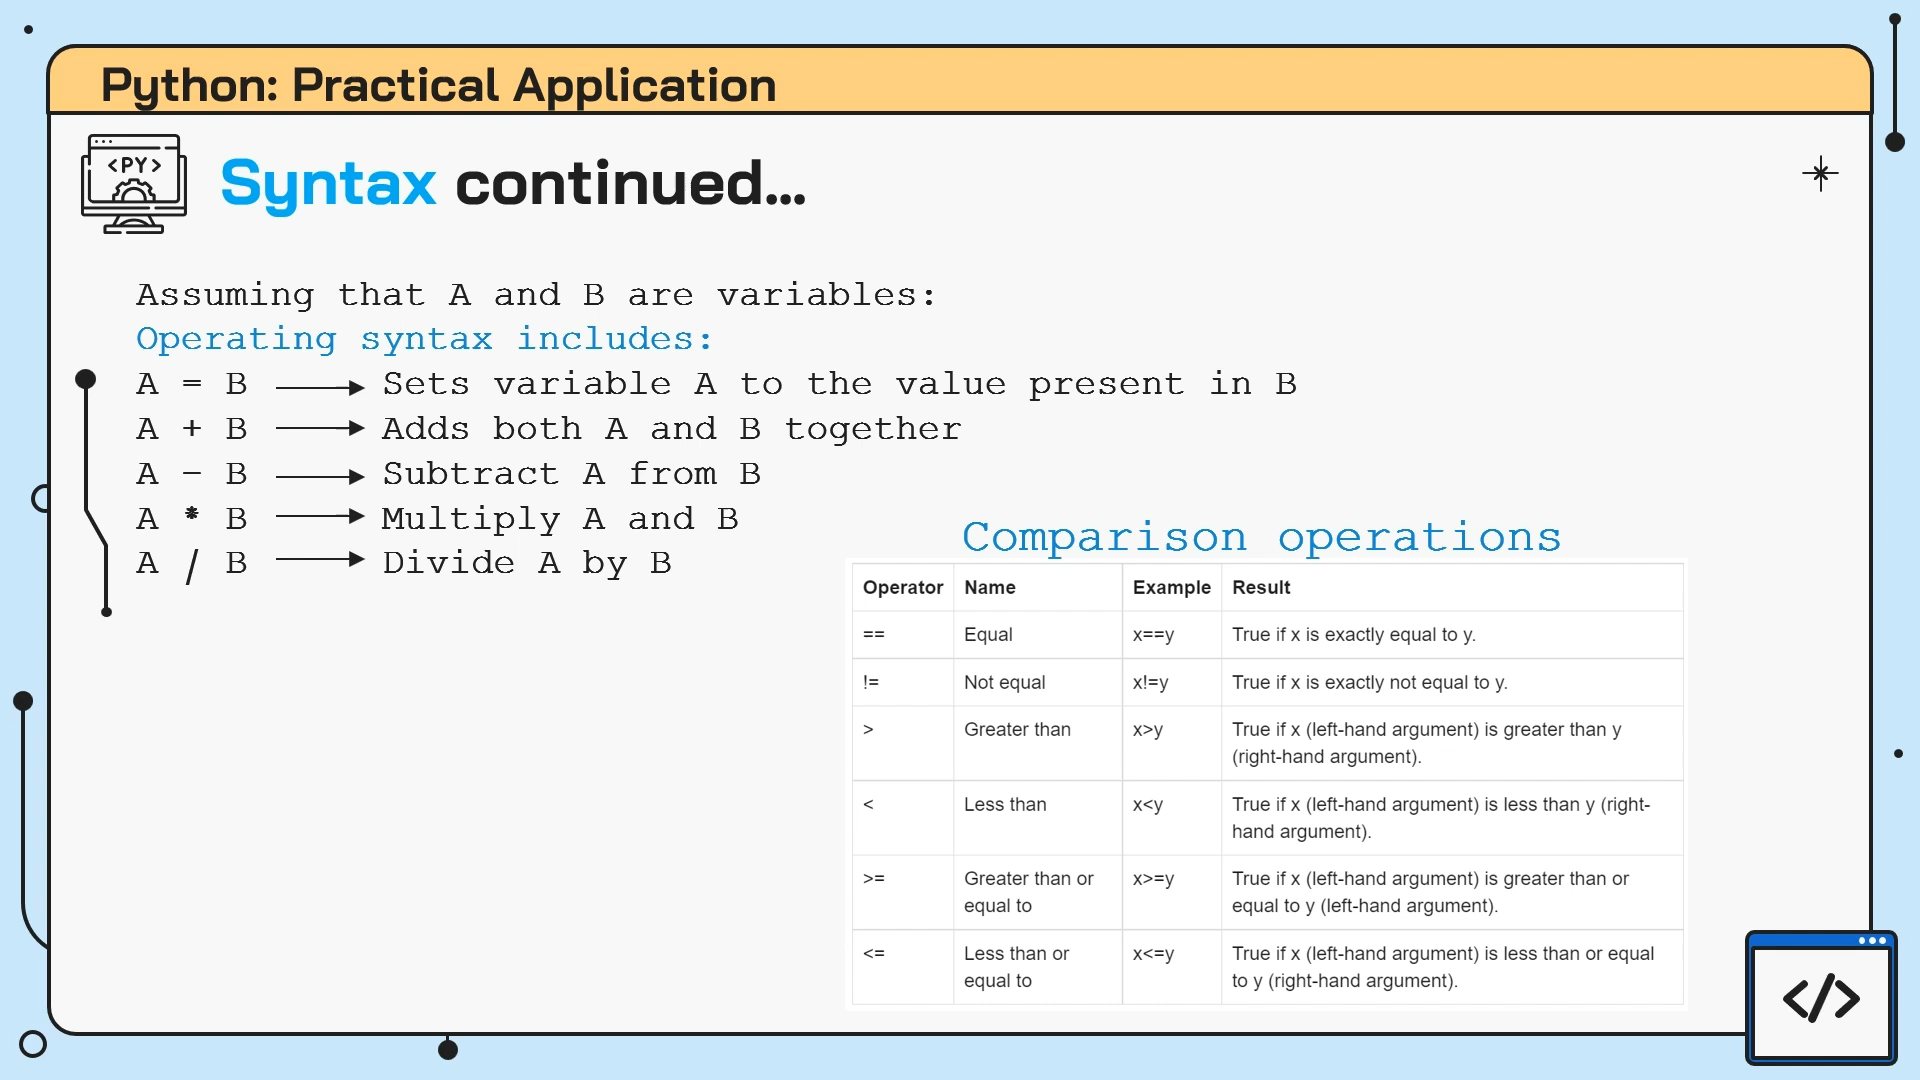 Python: Practical Application
<PY>
Syntax continued...
Assuming that A and B are variables:
Operating syntax includes:
A = B Sets variable A to the value present in B
A + B Adds both A and B together
A - B Subtract A from B
A * B Multiply A and B
A / B Divide A by B
Comparison operations
Operator Name Example Result
== Equal x==y True if x is exactly equal to y.
!= Not equal x!=y True if x is exactly not equal to y.
> Greater than x>y True if x (left-hand argument) is greater than y
(right-hand argument).
< Less than x<y True if x (left-hand argument) is less than y (right-
hand argument).
>= Greater than or x>=y True if x (left-hand argument) is greater than or
equal to equal to y (left-hand argument).
<= Less than or x<=y True if x (left-hand argument) is less than or equal
equal to to y (right-hand argument).
</>